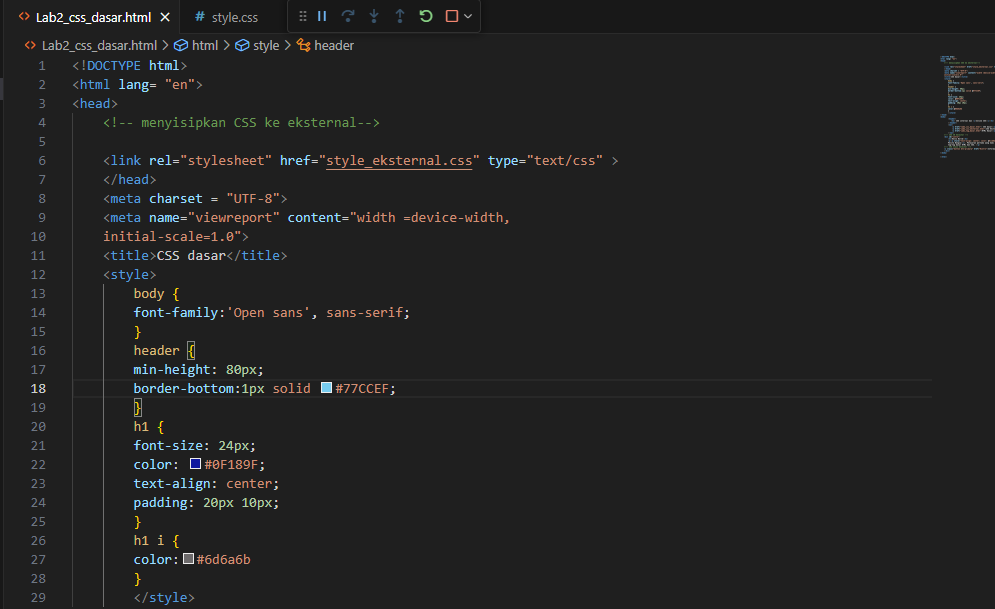 Lab2_css_dasar.html
# style.css
Lab2_css_dasar.html > html > style > header
1 <!DOCTYPE html>
2 <html lang= "en">
3 <head>
4 <!-- menyisipkan CSS ke eksternal-->
5
6 <link rel="stylesheet" href="style_eksternal.css" type="text/css" >
7 </head>
8 <meta charset = "UTF-8">
9 <meta name="viewreport" content="width =device-width,
10 initial-scale=1.0">
11 <title>CSS dasar</title>
12 <style>
13 body {
14 font-family:'Open sans', sans-serif;
15 }
16 header {
17 min-height: 80px;
18 border-bottom:1px solid #77CCEF;
19 }
20 h1 {
21 font-size: 24px;
22 color: #0F189F;
23 text-align: center;
24 padding: 20px 10px;
25 }
26 h1 i {
27 color:#6d6a6b
28 }
29 </style>